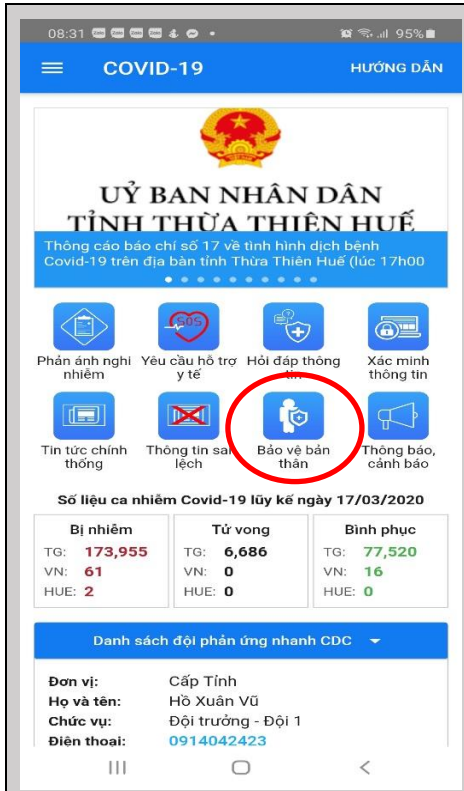 08:31 Zalo Zalo Zalo Zalo 95%
COVID-19 HƯỚNG DẪN
UỶ BAN NHÂN DÂN
TỈNH THỪA THIÊN HUẾ
Thông cáo báo chí số 17 về tình hình dịch bệnh
Covid-19 trên địa bàn tỉnh Thừa Thiên Huế (lúc 17h00
SOS
Phản ánh nghi nhiễm
Yêu cầu hỗ trợ y tế
Hỏi đáp thông tin
Xác minh thông tin
Tin tức chính thống
Thông tin sai lệch
Bảo vệ bản thân
Thông báo, cảnh báo
Số liệu ca nhiễm Covid-19 lũy kế ngày 17/03/2020
Bị nhiễm Tử vong Bình phục
TG: 173,955 TG: 6,686 TG: 77,520
VN: 61 VN: 0 VN: 16
HUE: 2 HUE: 0 HUE: 0
Danh sách đội phản ứng nhanh CDC
Đơn vị: Cấp Tỉnh
Họ và tên: Hồ Xuân Vũ
Chức vụ: Đội trưởng - Đội 1
Điện thoại: 0914042423